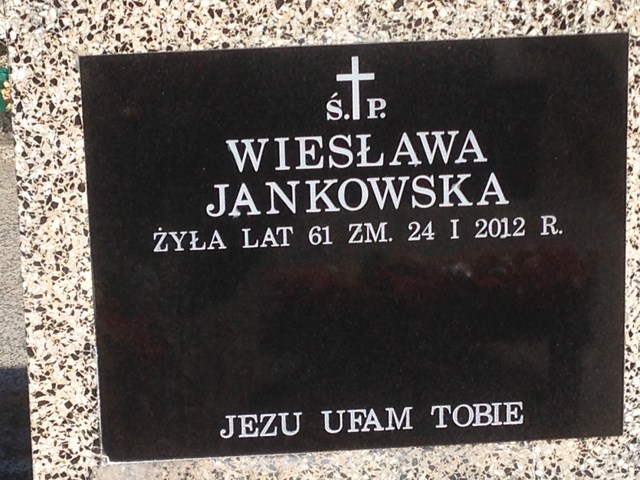 Ś.P.
WIESŁAWA
JANKOWSKA
ŻYŁA LAT 61 ZM. 24 I 2012 R.
JEZU UFAM TOBIE